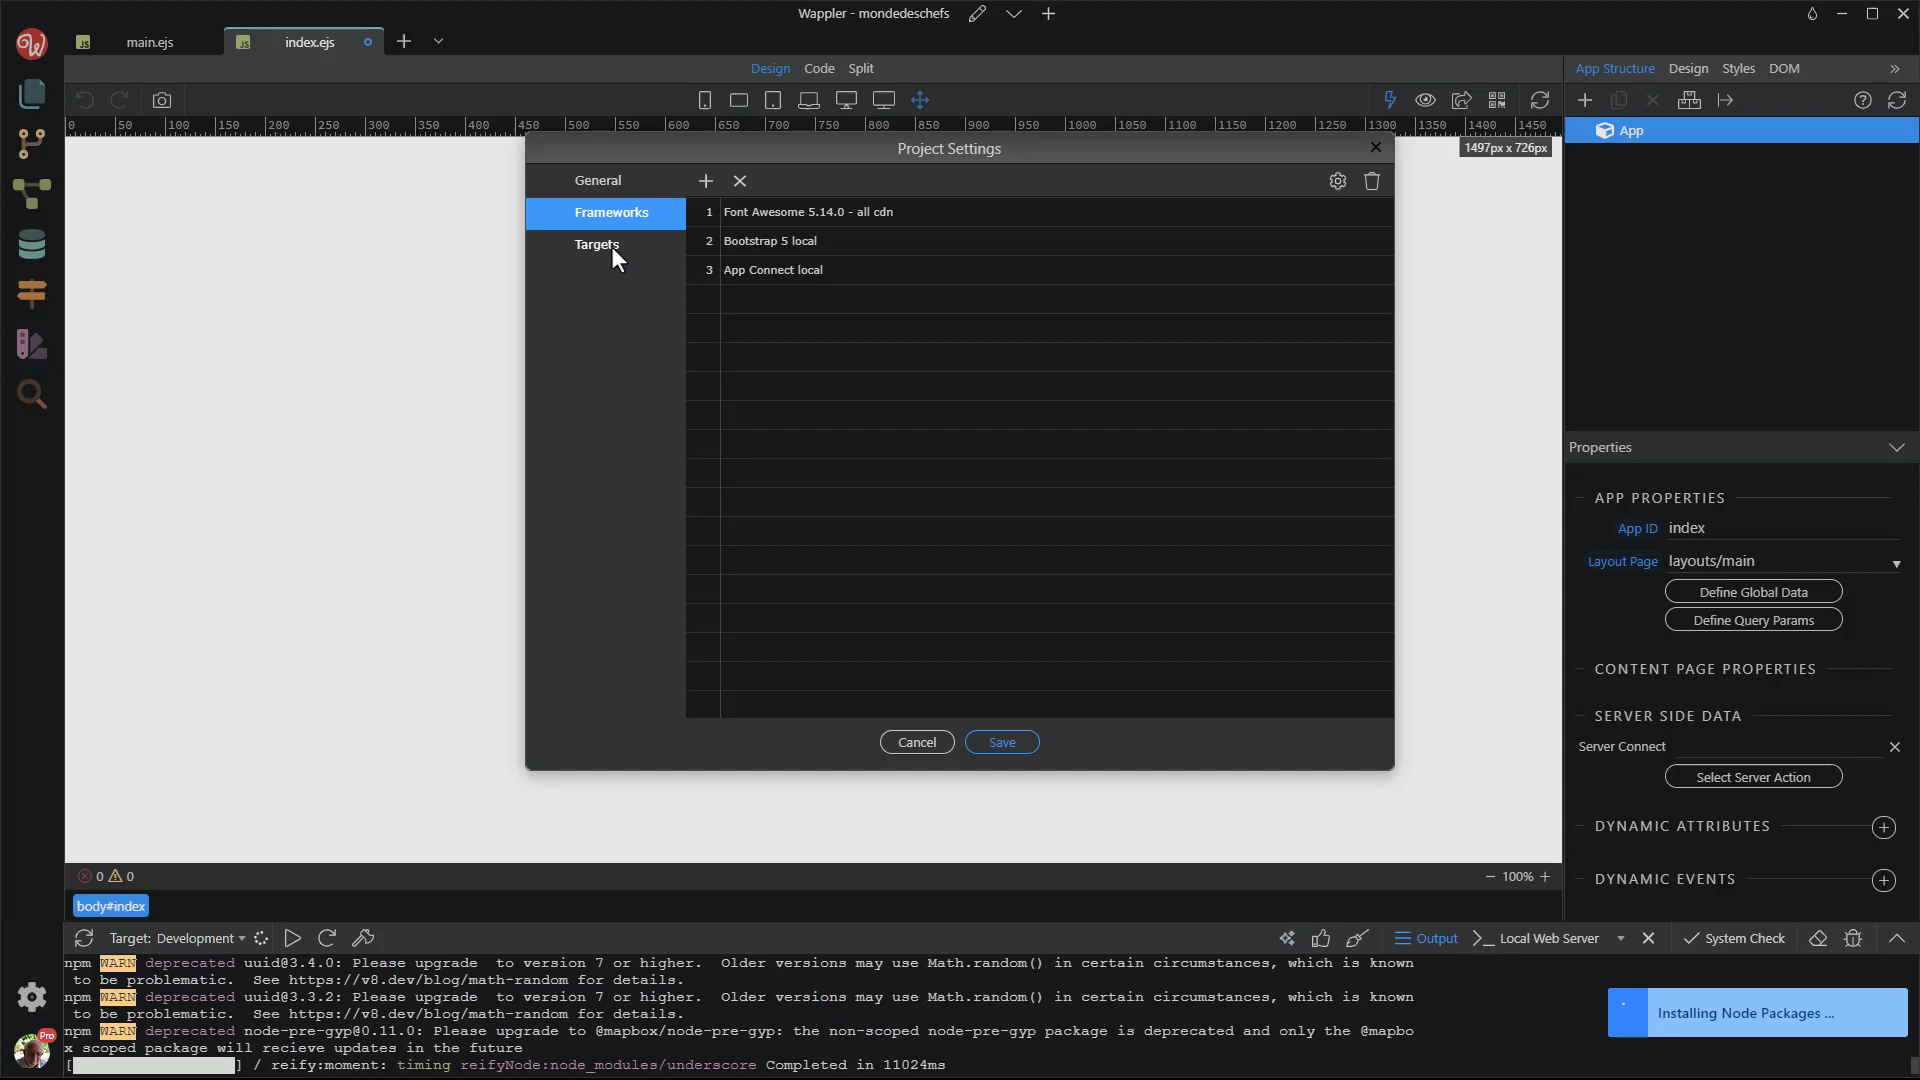 Wappler - mondedeschefs
main.ejs
index.ejs
Design Code Split
App Structure Design Styles DOM
0 50 100 150 200 250 300 350 400 450 500 550 600 650 700 750 800 850 900 950 1000 1050 1100 1150 1200 1250 1300 1350 1400 1450
App
1497px x 726px
Project Settings
General
Frameworks
Targets
1 Font Awesome 5.14.0 - all cdn
2 Bootstrap 5 local
3 App Connect local
Cancel Save
Properties
APP PROPERTIES
App ID index
Layout Page layouts/main
Define Global Data
Define Query Params
CONTENT PAGE PROPERTIES
SERVER SIDE DATA
Server Connect
Select Server Action
DYNAMIC ATTRIBUTES
DYNAMIC EVENTS
0 0
100%
body#index
Target: Development
Output Local Web Server System Check
npm WARN deprecated uuid@3.4.0: Please upgrade  to version 7 or higher.  Older versions may use Math.random() in certain circumstances, which is known
 to be problematic.  See https://v8.dev/blog/math-random for details.
npm WARN deprecated uuid@3.3.2: Please upgrade  to version 7 or higher.  Older versions may use Math.random() in certain circumstances, which is known
 to be problematic.  See https://v8.dev/blog/math-random for details.
npm WARN deprecated node-pre-gyp@0.11.0: Please upgrade to @mapbox/node-pre-gyp: the non-scoped node-pre-gyp package is deprecated and only the @mapbo
x scoped package will recieve updates in the future
[ ] / reify:moment: timing reifyNode:node_modules/underscore Completed in 11024ms
Installing Node Packages ...
Pro
JS
JS